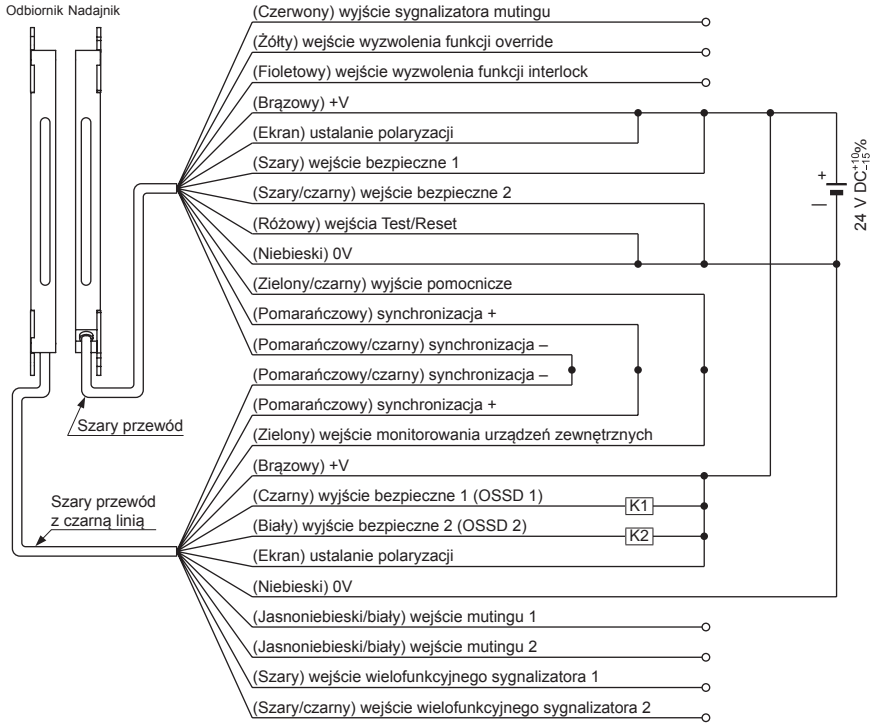 Odbiornik Nadajnik
(Czerwony) wyjście sygnalizatora mutingu
(Żółty) wejście wyzwolenia funkcji override
(Fioletowy) wejście wyzwolenia funkcji interlock
(Brązowy) +V
(Ekran) ustalanie polaryzacji
(Szary) wejście bezpieczne 1
(Szary/czarny) wejście bezpieczne 2
(Różowy) wejścia Test/Reset
(Niebieski) 0V
(Zielony/czarny) wyjście pomocnicze
(Pomarańczowy) synchronizacja +
(Pomarańczowy/czarny) synchronizacja –
(Pomarańczowy/czarny) synchronizacja –
(Pomarańczowy) synchronizacja +
(Zielony) wejście monitorowania urządzeń zewnętrznych
(Brązowy) +V
(Czarny) wyjście bezpieczne 1 (OSSD 1)
K1
(Biały) wyjście bezpieczne 2 (OSSD 2)
K2
(Ekran) ustalanie polaryzacji
(Niebieski) 0V
(Jasnoniebieski/biały) wejście mutingu 1
(Jasnoniebieski/biały) wejście mutingu 2
(Szary) wejście wielofunkcyjnego sygnalizatora 1
(Szary/czarny) wejście wielofunkcyjnego sygnalizatora 2
Szary przewód
Szary przewód
z czarną linią
+
–
24 V DC +10 -15 %